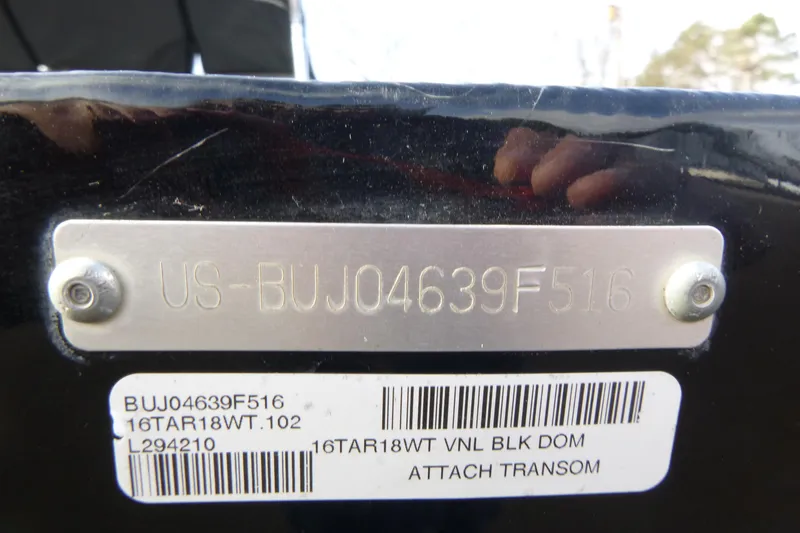 US-BUJ04639F516
BUJ04639F516
16TAR18WT.102
L294210
16TAR18WT VNL BLK DOM
ATTACH TRANSOM